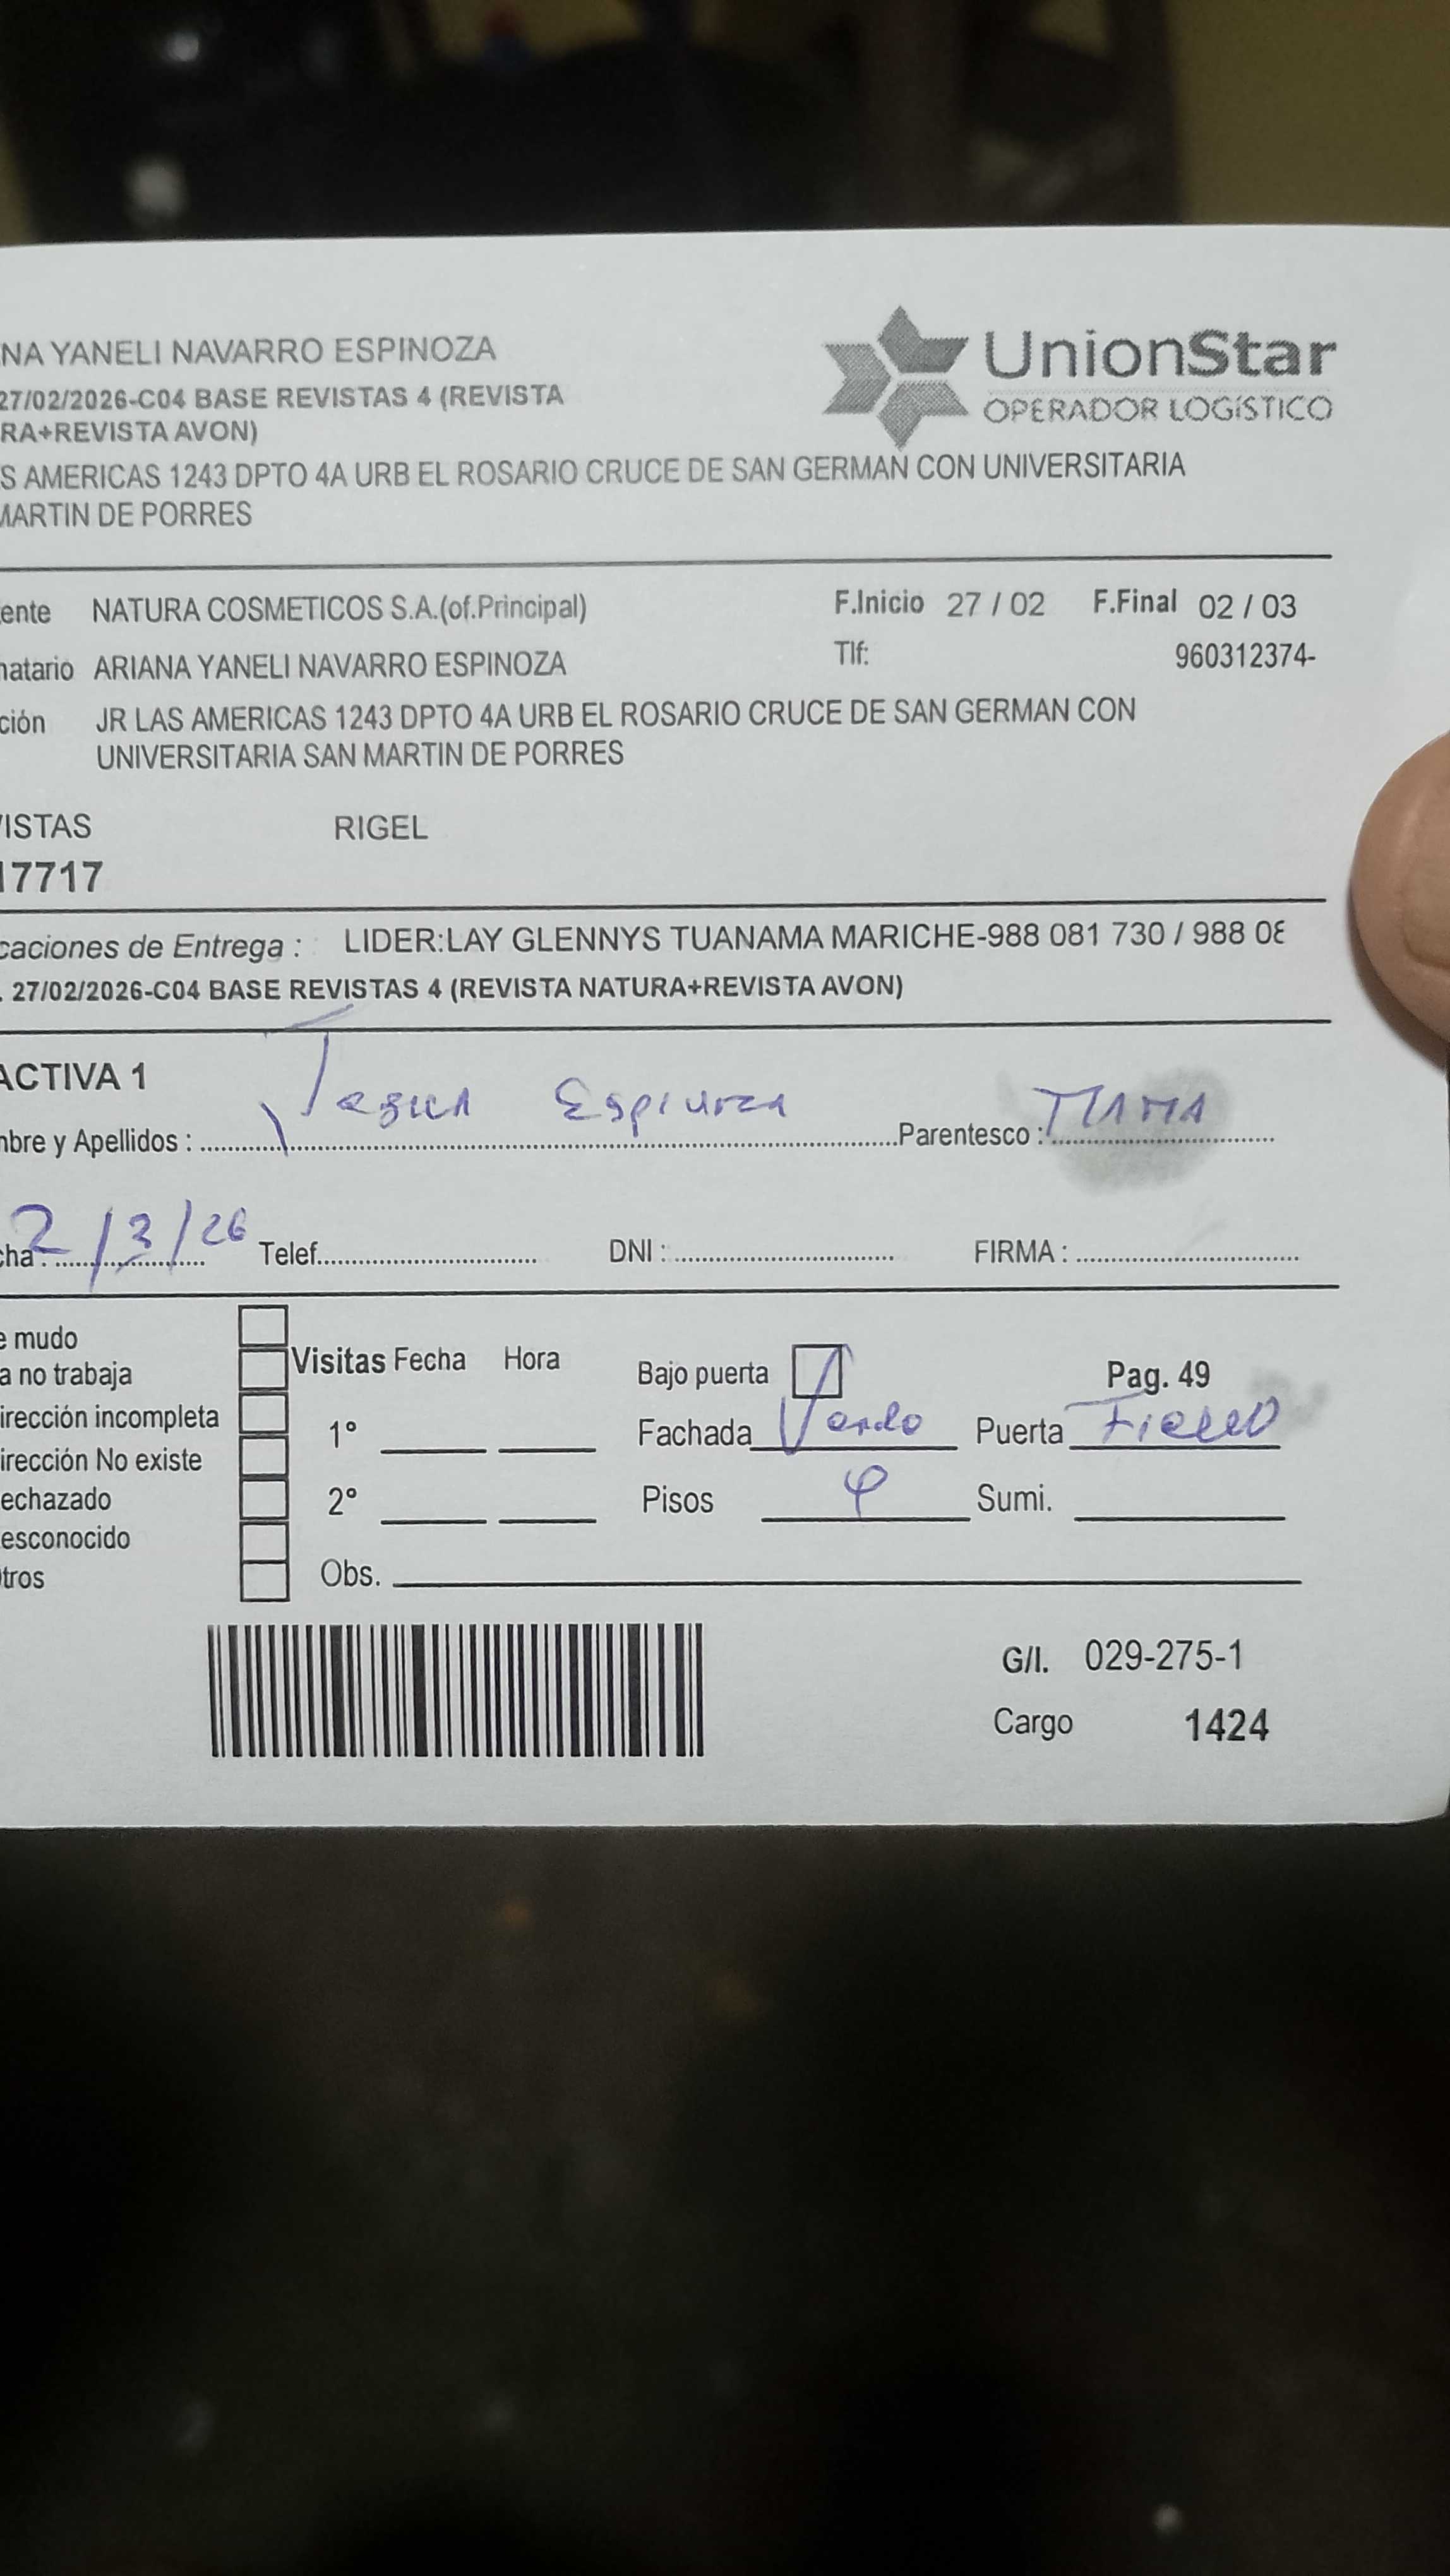 NA YANELI NAVARRO ESPINOZA
27/02/2026-C04 BASE REVISTAS 4 (REVISTA
RA+REVISTA AVON)
UnionStar
OPERADOR LOGÍSTICO
S AMERICAS 1243 DPTO 4A URB EL ROSARIO CRUCE DE SAN GERMAN CON UNIVERSITARIA
MARTIN DE PORRES
ente NATURA COSMETICOS S.A.(of.Principal) F.Inicio 27 / 02 F.Final 02 / 03
natario ARIANA YANELI NAVARRO ESPINOZA Tlf: 960312374-
ción JR LAS AMERICAS 1243 DPTO 4A URB EL ROSARIO CRUCE DE SAN GERMAN CON
UNIVERSITARIA SAN MARTIN DE PORRES
VISTAS RIGEL
17717
caciones de Entrega : LIDER:LAY GLENNYS TUANAMA MARICHE-988 081 730 / 988 08
. 27/02/2026-C04 BASE REVISTAS 4 (REVISTA NATURA+REVISTA AVON)
ACTIVA 1
mbre y Apellidos : Espinoza Parentesco : MAMA
cha : 2/3/26 Telef. DNI : FIRMA :
e mudo
a no trabaja Visitas Fecha Hora Bajo puerta Pag. 49
irección incompleta 1° Fachada Verde Puerta Fierro
irección No existe
echazado 2° Pisos 4 Sumi.
esconocido
tros Obs.
G/I. 029-275-1
Cargo 1424